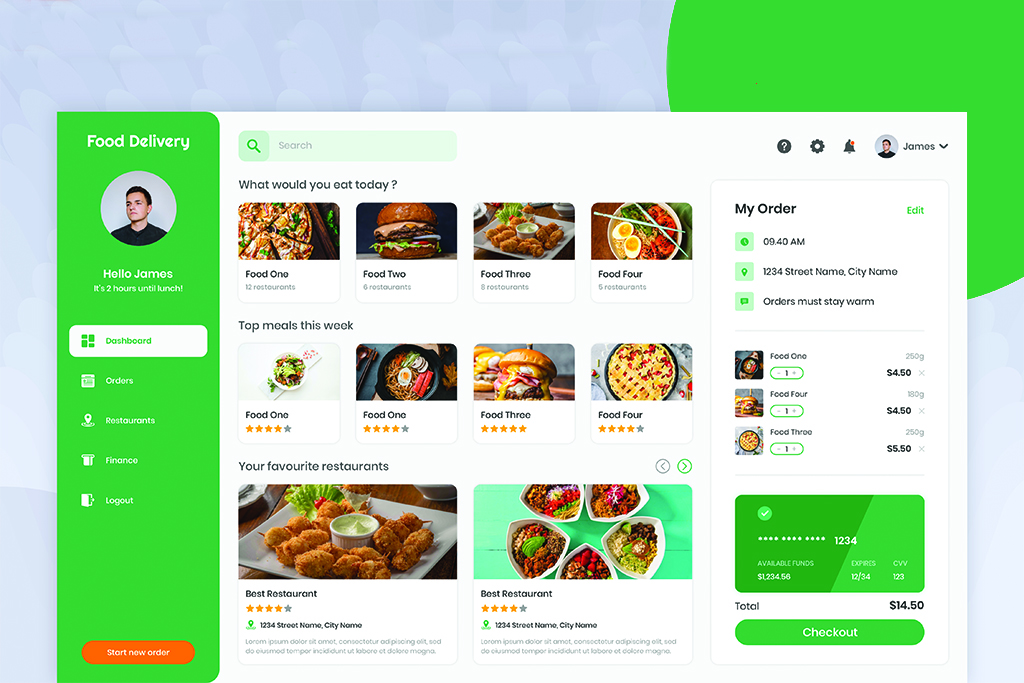 Food Delivery
Hello James
It's 2 hours until lunch!
Dashboard
Orders
Restaurants
Finance
Logout
Start new order
Search
James
What would you eat today ?
Food One
12 restaurants
Food Two
6 restaurants
Food Three
8 restaurants
Food Four
5 restaurants
Top meals this week
Food One
Food One
Food Three
Food Four
Your favourite restaurants
Best Restaurant
1234 Street Name, City Name
Lorem ipsum dolor sit amet, consectetur adipiscing elit, sed
do eiusmod tempor incididunt ut labore et dolore magna.
Best Restaurant
1234 Street Name, City Name
Lorem ipsum dolor sit amet, consectetur adipiscing elit, sed
do eiusmod tempor incididunt ut labore et dolore magna.
My Order
Edit
09.40 AM
1234 Street Name, City Name
Orders must stay warm
Food One
250g
- 1 +
$4.50
Food Four
180g
- 1 +
$4.50
Food Three
250g
- 1 +
$5.50
**** **** **** 1234
AVAILABLE FUNDS
$1,234.56
EXPIRES
12/34
CVV
123
Total
$14.50
Checkout